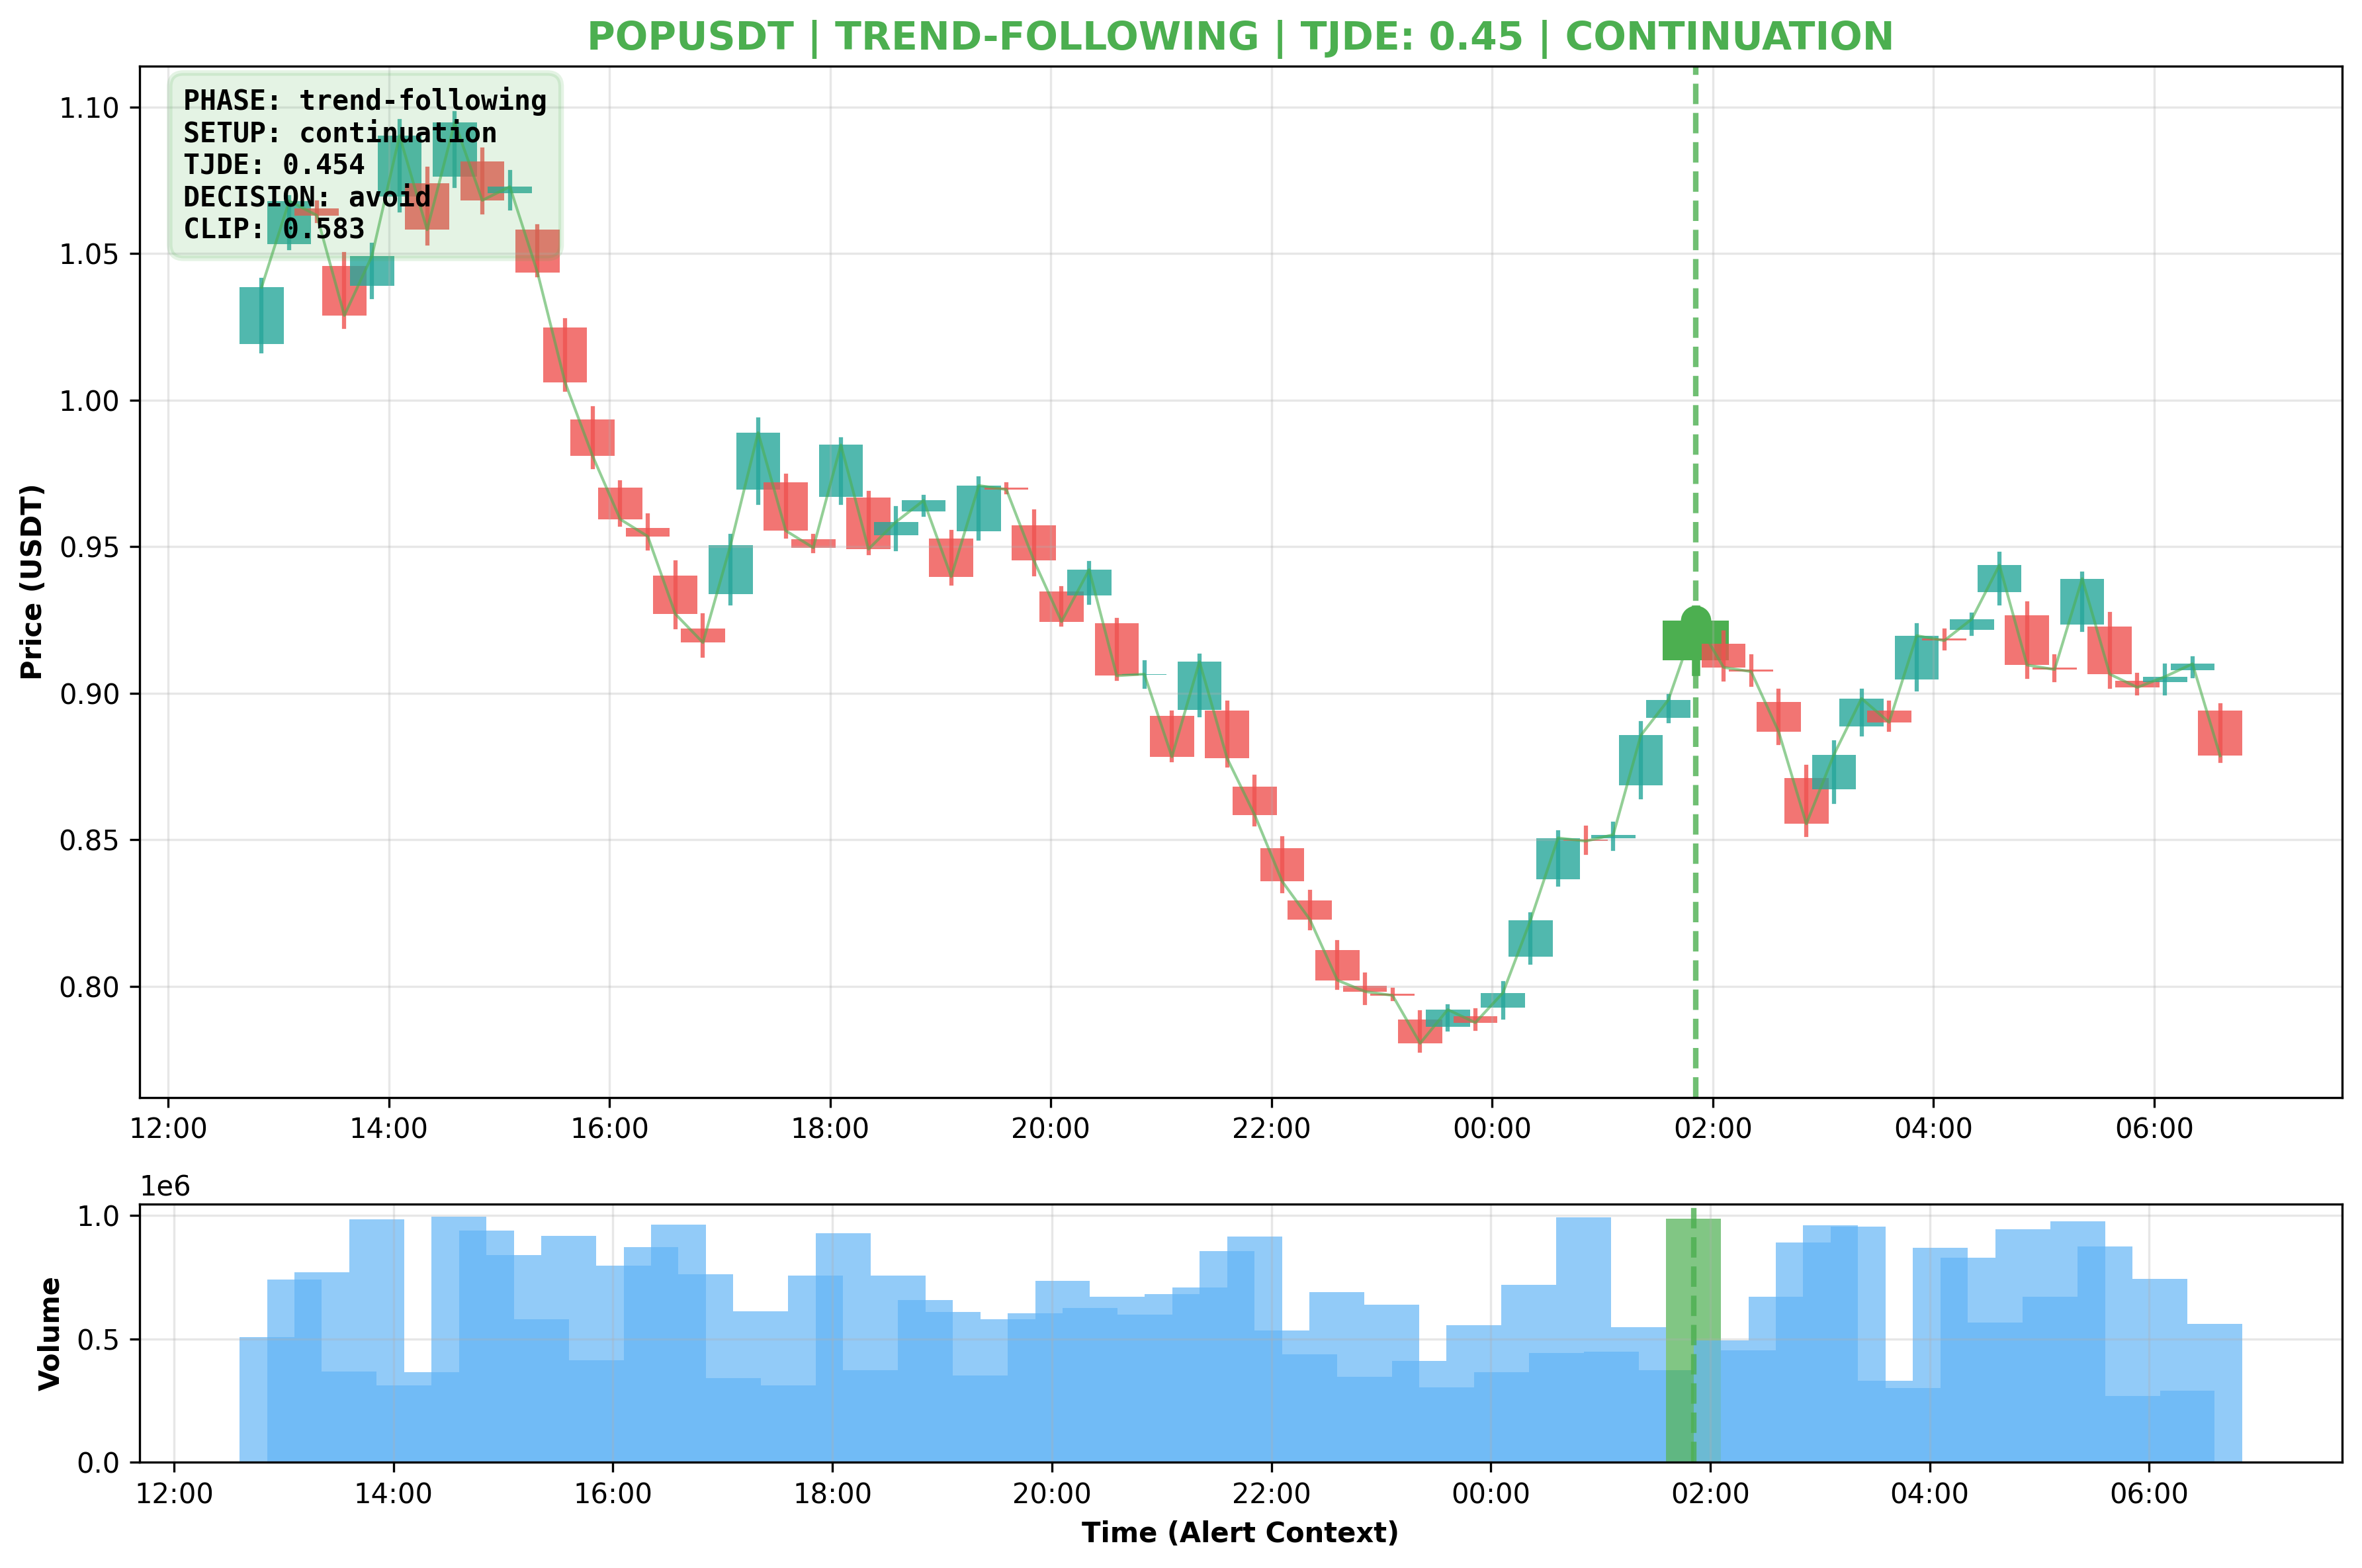 POPUSDT | TREND-FOLLOWING | TJDE: 0.45 | CONTINUATION
PHASE: trend-following
SETUP: continuation
TJDE: 0.454
DECISION: avoid
CLIP: 0.583
Price (USDT)
1.10
1.05
1.00
0.95
0.90
0.85
0.80
12:00 14:00 16:00 18:00 20:00 22:00 00:00 02:00 04:00 06:00
1e6
Volume
1.0
0.5
0.0
12:00 14:00 16:00 18:00 20:00 22:00 00:00 02:00 04:00 06:00
Time (Alert Context)